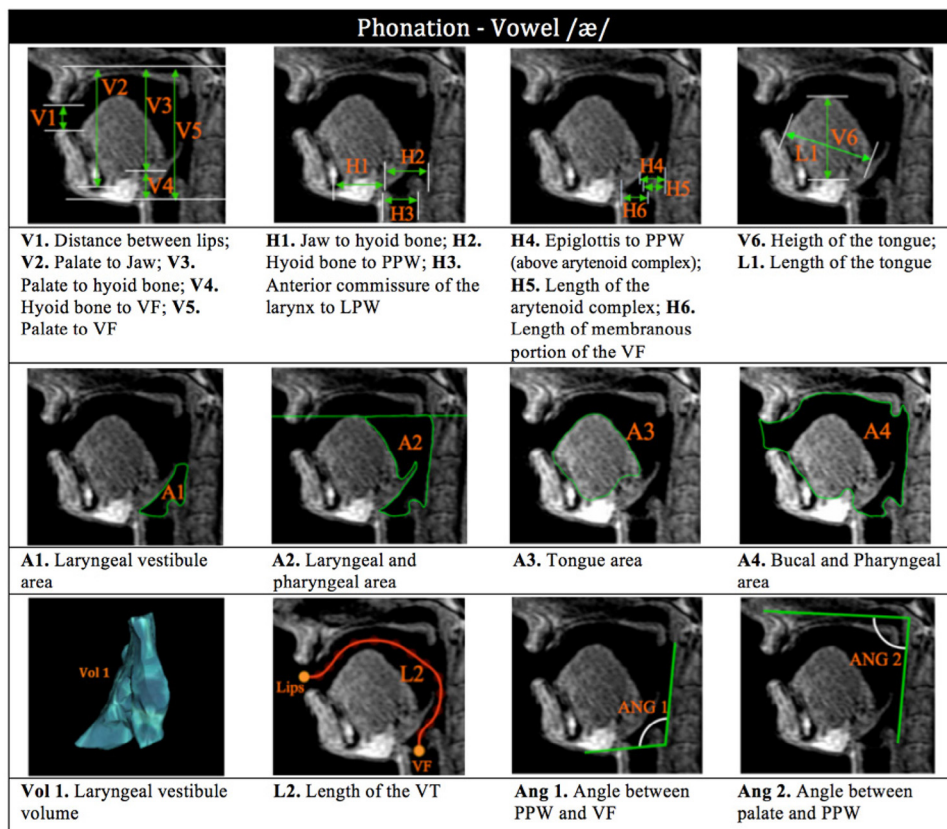 Phonation - Vowel /æ/
V1
V2
V3
V4
V5
H1
H2
H3
H4
H5
H6
V6
L1
V1. Distance between lips;
V2. Palate to Jaw; V3.
Palate to hyoid bone; V4.
Hyoid bone to VF; V5.
Palate to VF
H1. Jaw to hyoid bone; H2.
Hyoid bone to PPW; H3.
Anterior commissure of the
larynx to LPW
H4. Epiglottis to PPW
(above arytenoid complex);
H5. Length of the
arytenoid complex; H6.
Length of membranous
portion of the VF
V6. Heigth of the tongue;
L1. Length of the tongue
A1
A2
A3
A4
A1. Laryngeal vestibule
area
A2. Laryngeal and
pharyngeal area
A3. Tongue area
A4. Bucal and Pharyngeal
area
Vol 1
Lips
L2
VF
ANG 1
ANG 2
Vol 1. Laryngeal vestibule
volume
L2. Length of the VT
Ang 1. Angle between
PPW and VF
Ang 2. Angle between
palate and PPW